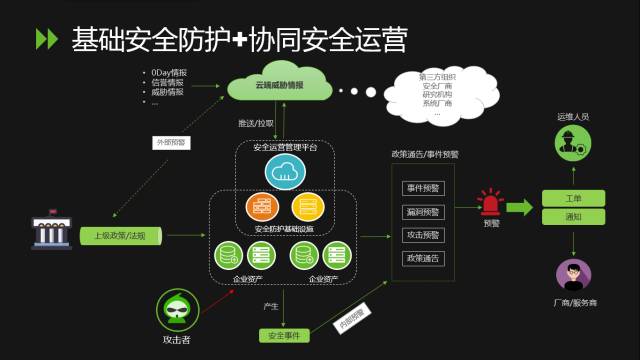 基础安全防护+协同安全运营
• 0Day情报
• 信誉情报
• 威胁情报
• ...
云端威胁情报
第三方组织
安全厂商
研究机构
系统厂商
...
推送/拉取
外部预警
安全运营管理平台
安全防护基础设施
企业资产
企业资产
上级政策/法规
攻击者
产生
安全事件
内部预警
政策通告/事件预警
事件预警
漏洞预警
攻击预警
政策通告
预警
运维人员
工单
通知
厂商/服务商